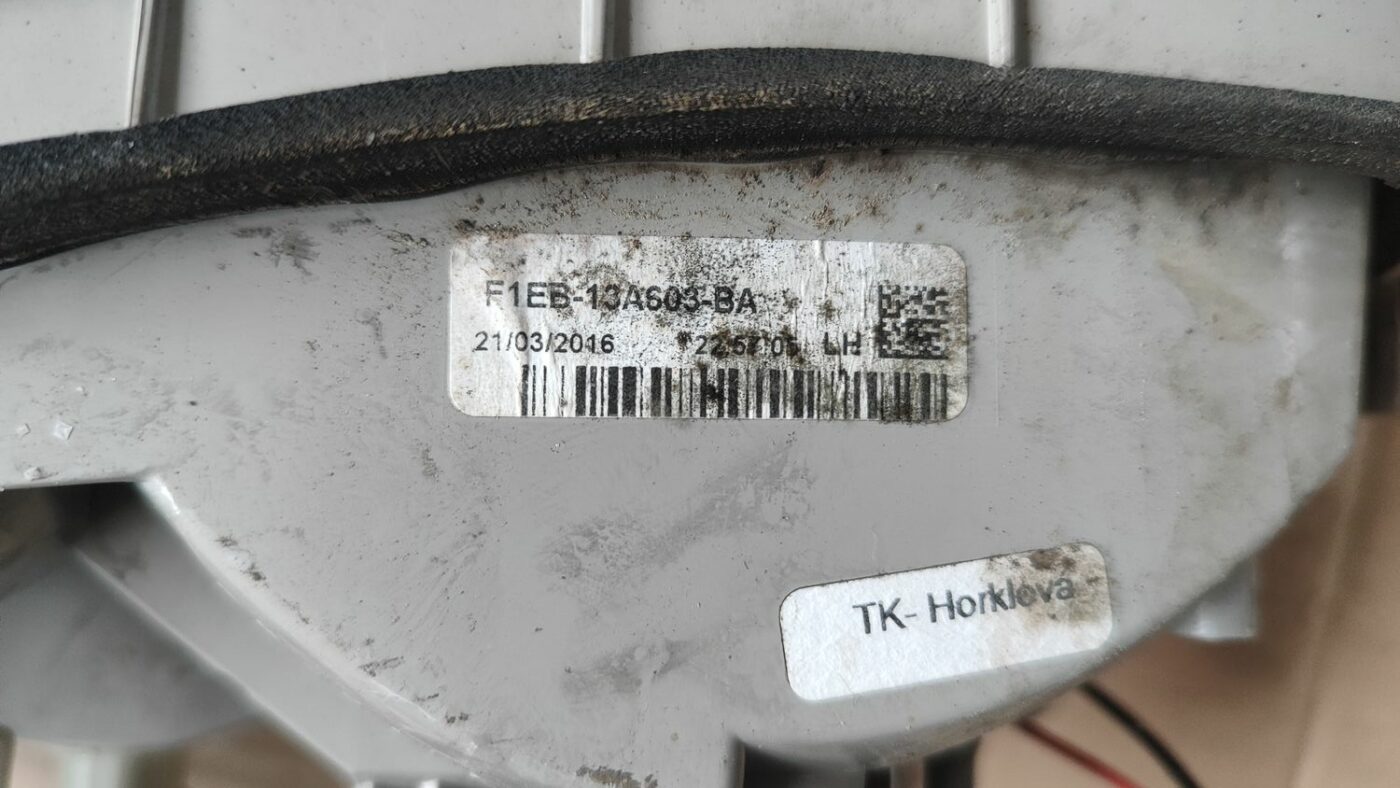 F1EB-13A603-BA
21/03/2016 22:57:05 LH
TK- Horklova